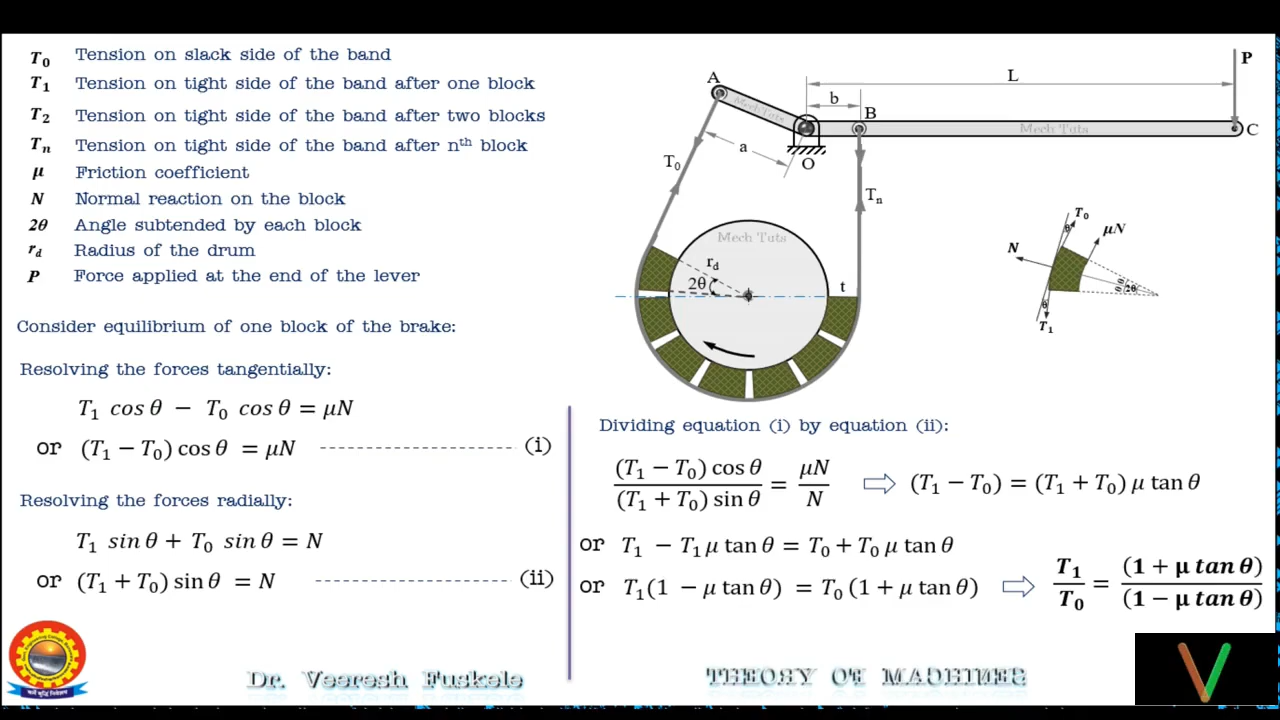 T₀ Tension on slack side of the band
T₁ Tension on tight side of the band after one block
T₂ Tension on tight side of the band after two blocks
Tₙ Tension on tight side of the band after nᵗʰ block
μ Friction coefficient
N Normal reaction on the block
2θ Angle subtended by each block
r_d Radius of the drum
P Force applied at the end of the lever
Consider equilibrium of one block of the brake:
Resolving the forces tangentially:
T₁ cos θ − T₀ cos θ = μN
or (T₁ − T₀) cos θ = μN (i)
Resolving the forces radially:
T₁ sin θ + T₀ sin θ = N
or (T₁ + T₀) sin θ = N (ii)
P
L
A
b
B
Mech Tuts
Mech Tuts
C
a
O
T₀
Tₙ
Mech Tuts
r_d
2θ
t
T₀
θ
μN
N
θ
θ
2θ
θ
T₁
Dividing equation (i) by equation (ii):
(T₁ − T₀) cos θ / (T₁ + T₀) sin θ = μN / N ⇨ (T₁ − T₀) = (T₁ + T₀) μ tan θ
or T₁ − T₁ μ tan θ = T₀ + T₀ μ tan θ
or T₁(1 − μ tan θ) = T₀ (1 + μ tan θ) ⇨ T₁ / T₀ = (1 + μ tan θ) / (1 − μ tan θ)
Dr. Veeresh Fuskele
THEORY OF MACHINES